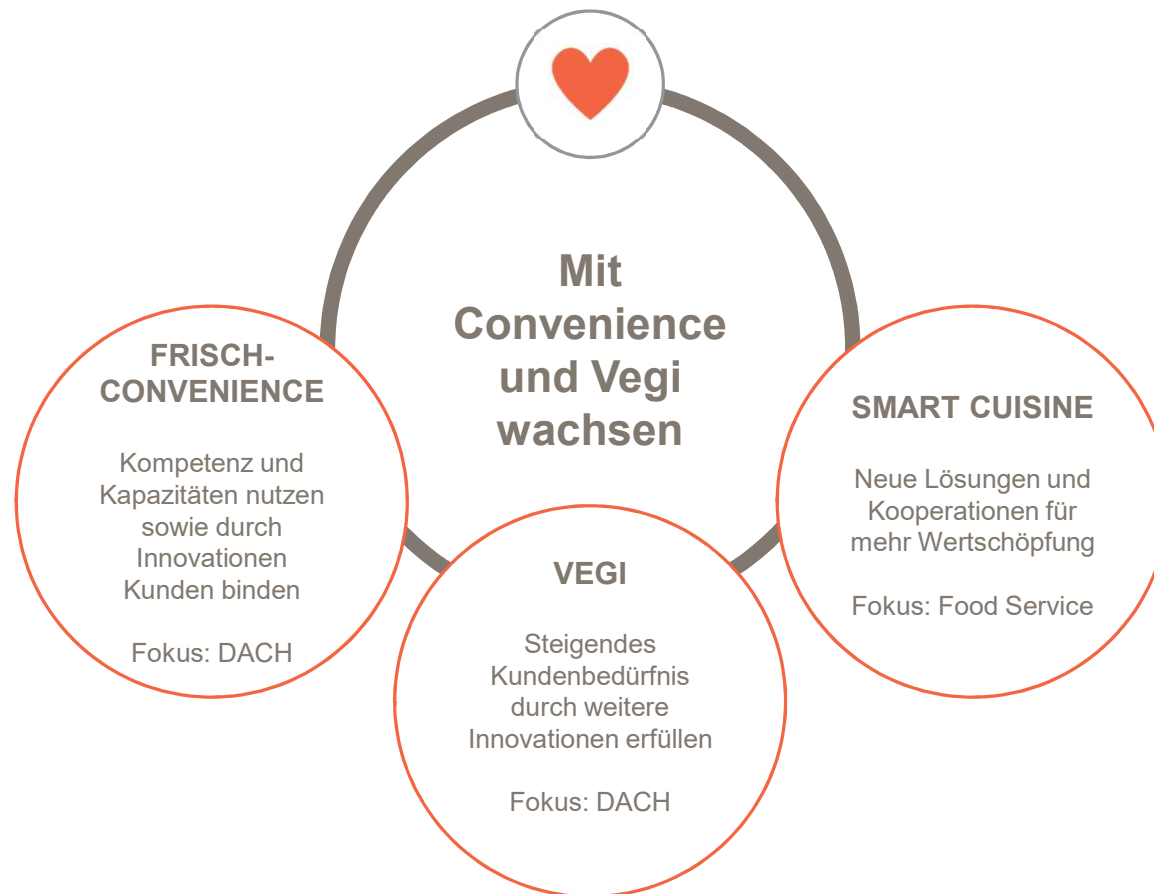 Mit
Convenience
und Vegi
wachsen
FRISCH-
CONVENIENCE
Kompetenz und
Kapazitäten nutzen
sowie durch
Innovationen
Kunden binden
Fokus: DACH
VEGI
Steigendes
Kundenbedürfnis
durch weitere
Innovationen erfüllen
Fokus: DACH
SMART CUISINE
Neue Lösungen und
Kooperationen für
mehr Wertschöpfung
Fokus: Food Service